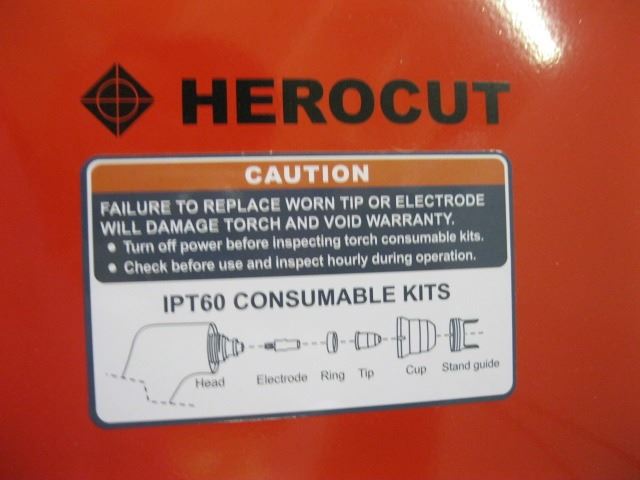 HEROCUT
CAUTION
FAILURE TO REPLACE WORN TIP OR ELECTRODE
WILL DAMAGE TORCH AND VOID WARRANTY.
• Turn off power before inspecting torch consumable kits.
• Check before use and inspect hourly during operation.
IPT60 CONSUMABLE KITS
Head Electrode Ring Tip Cup Stand guide